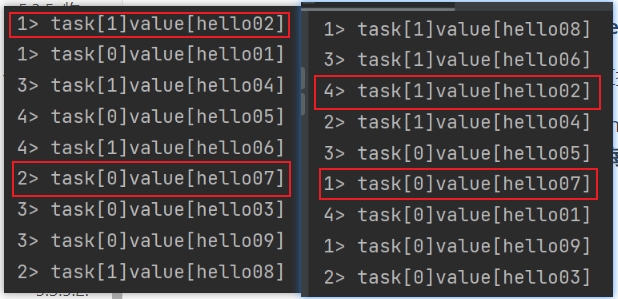 1> task[1]value[hello02]
1> task[0]value[hello01]
3> task[1]value[hello04]
4> task[0]value[hello05]
4> task[1]value[hello06]
2> task[0]value[hello07]
3> task[0]value[hello03]
3> task[0]value[hello09]
2> task[1]value[hello08]
1> task[1]value[hello08]
3> task[1]value[hello06]
4> task[1]value[hello02]
2> task[1]value[hello04]
3> task[0]value[hello05]
1> task[0]value[hello07]
4> task[0]value[hello01]
1> task[0]value[hello09]
2> task[0]value[hello03]